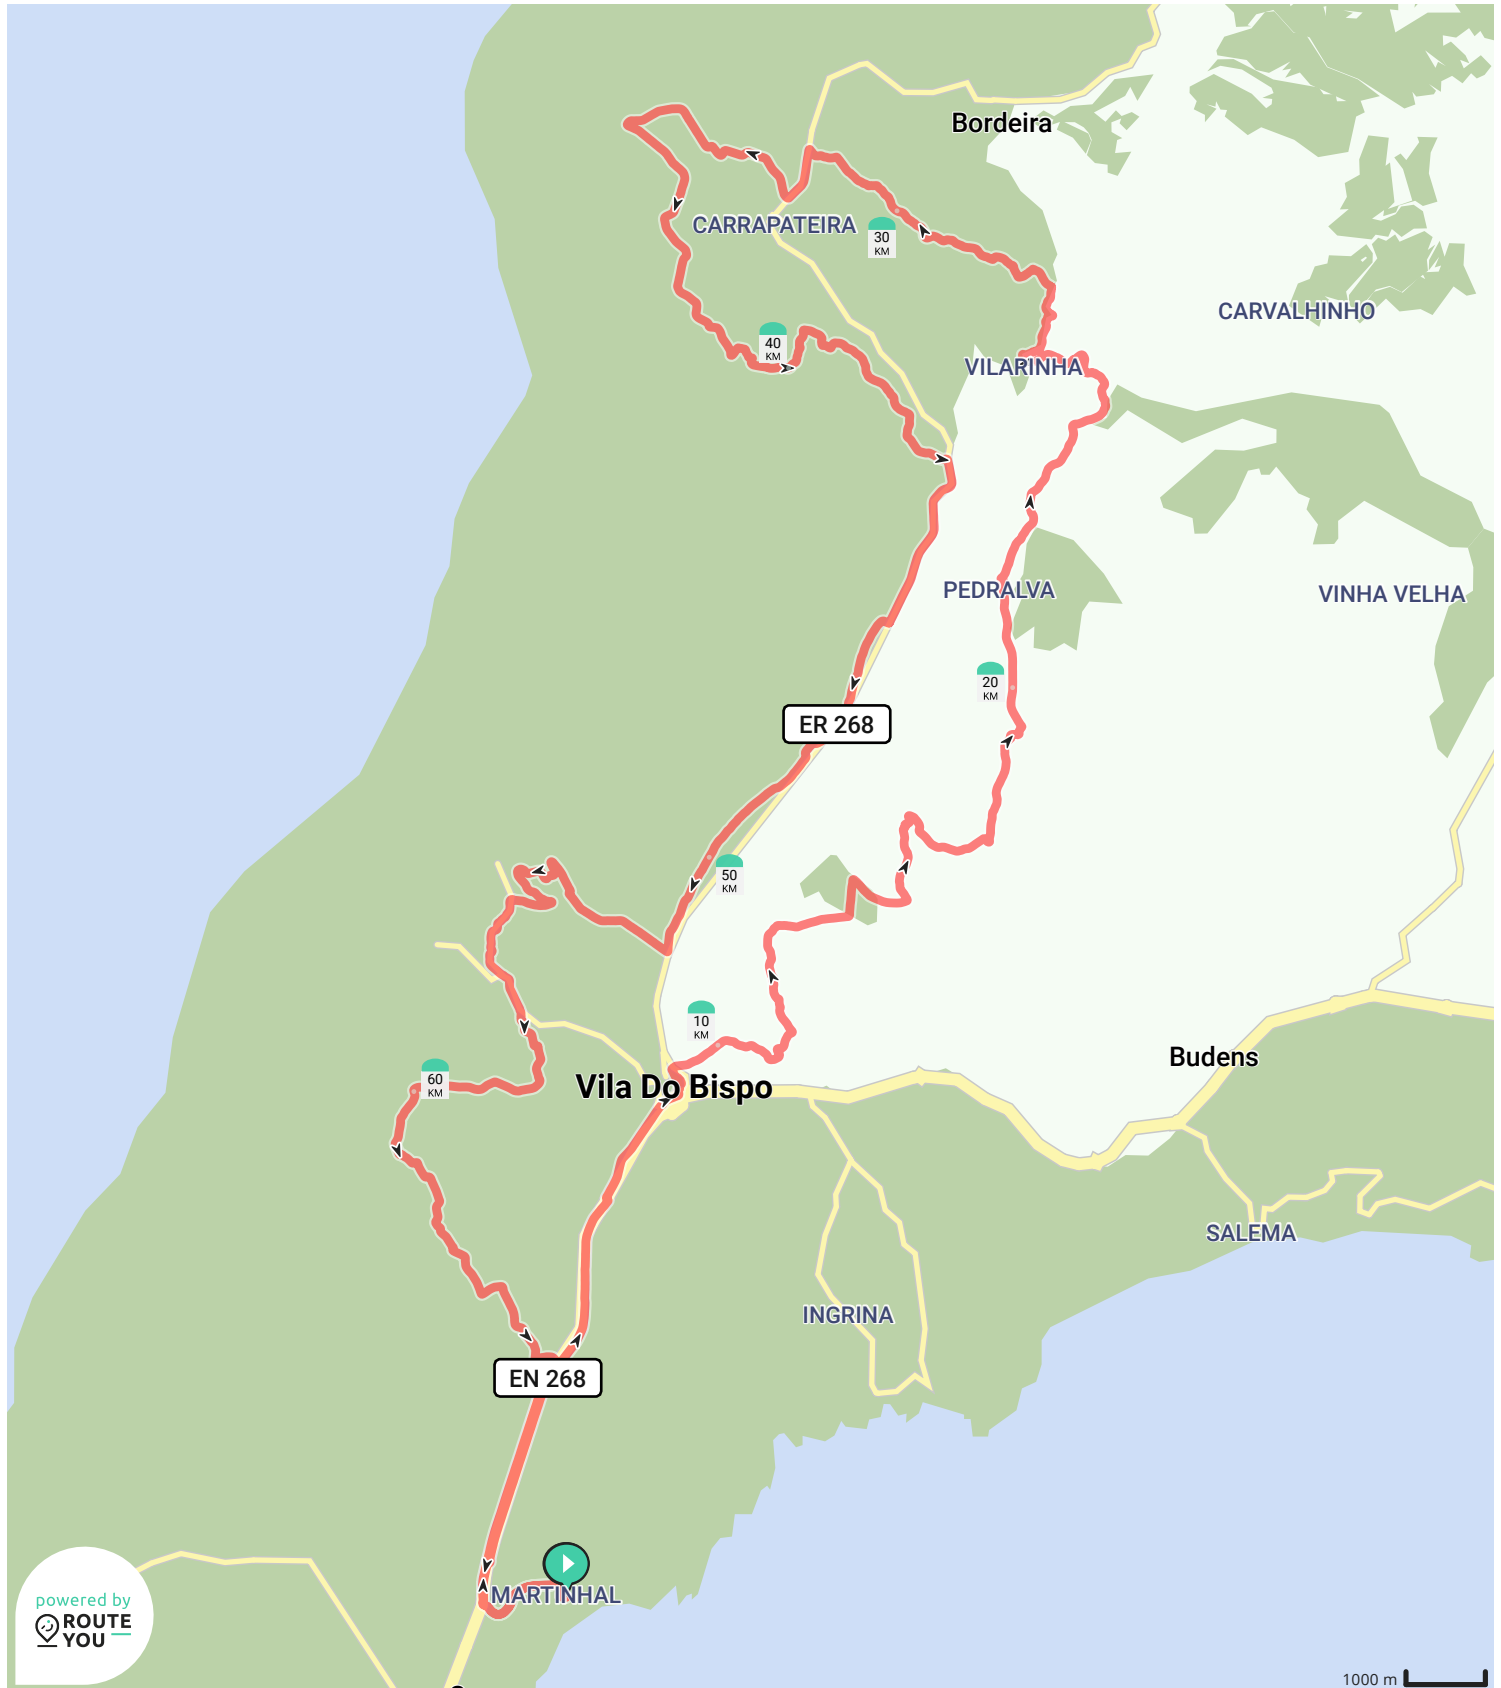 Bordeira
CARRAPATEIRA
30
KM
CARVALHINHO
40
KM
VILARINHA
PEDRALVA
VINHA VELHA
20
KM
ER 268
50
KM
10
KM
Budens
60
KM
Vila Do Bispo
SALEMA
INGRINA
EN 268
MARTINHAL
powered by
ROUTE
YOU
1000 m